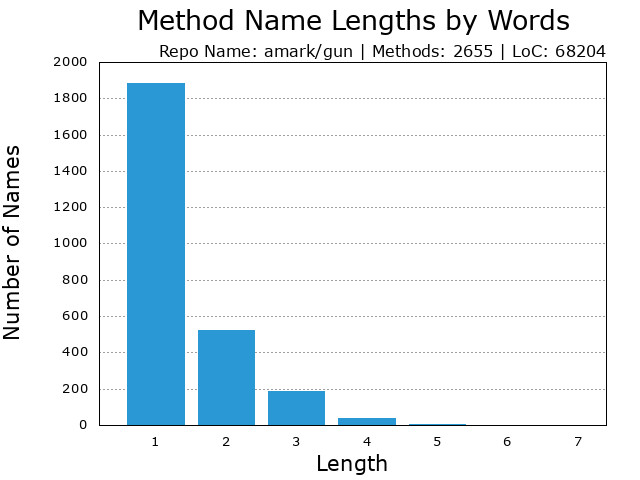 Method Name Lengths by Words
Repo Name: amark/gun | Methods: 2655 | LoC: 68204
2000
1800
1600
1400
1200
1000
800
600
400
200
0
Number of Names
1 2 3 4 5 6 7
Length